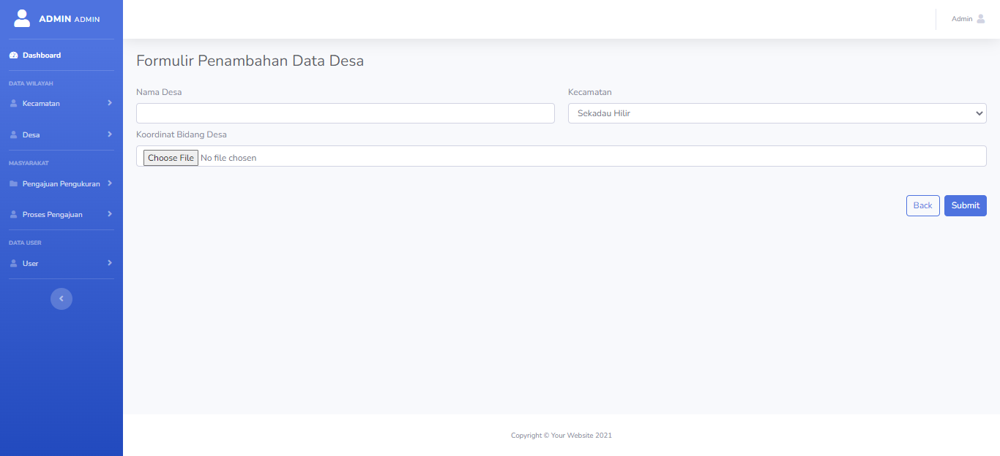 ADMIN ADMIN
Admin
Dashboard
DATA WILAYAH
Kecamatan
Desa
MASYARAKAT
Pengajuan Pengukuran
Proses Pengajuan
DATA USER
User
Formulir Penambahan Data Desa
Nama Desa
Kecamatan
Sekadau Hilir
Koordinat Bidang Desa
Choose File No file chosen
Back Submit
Copyright © Your Website 2021